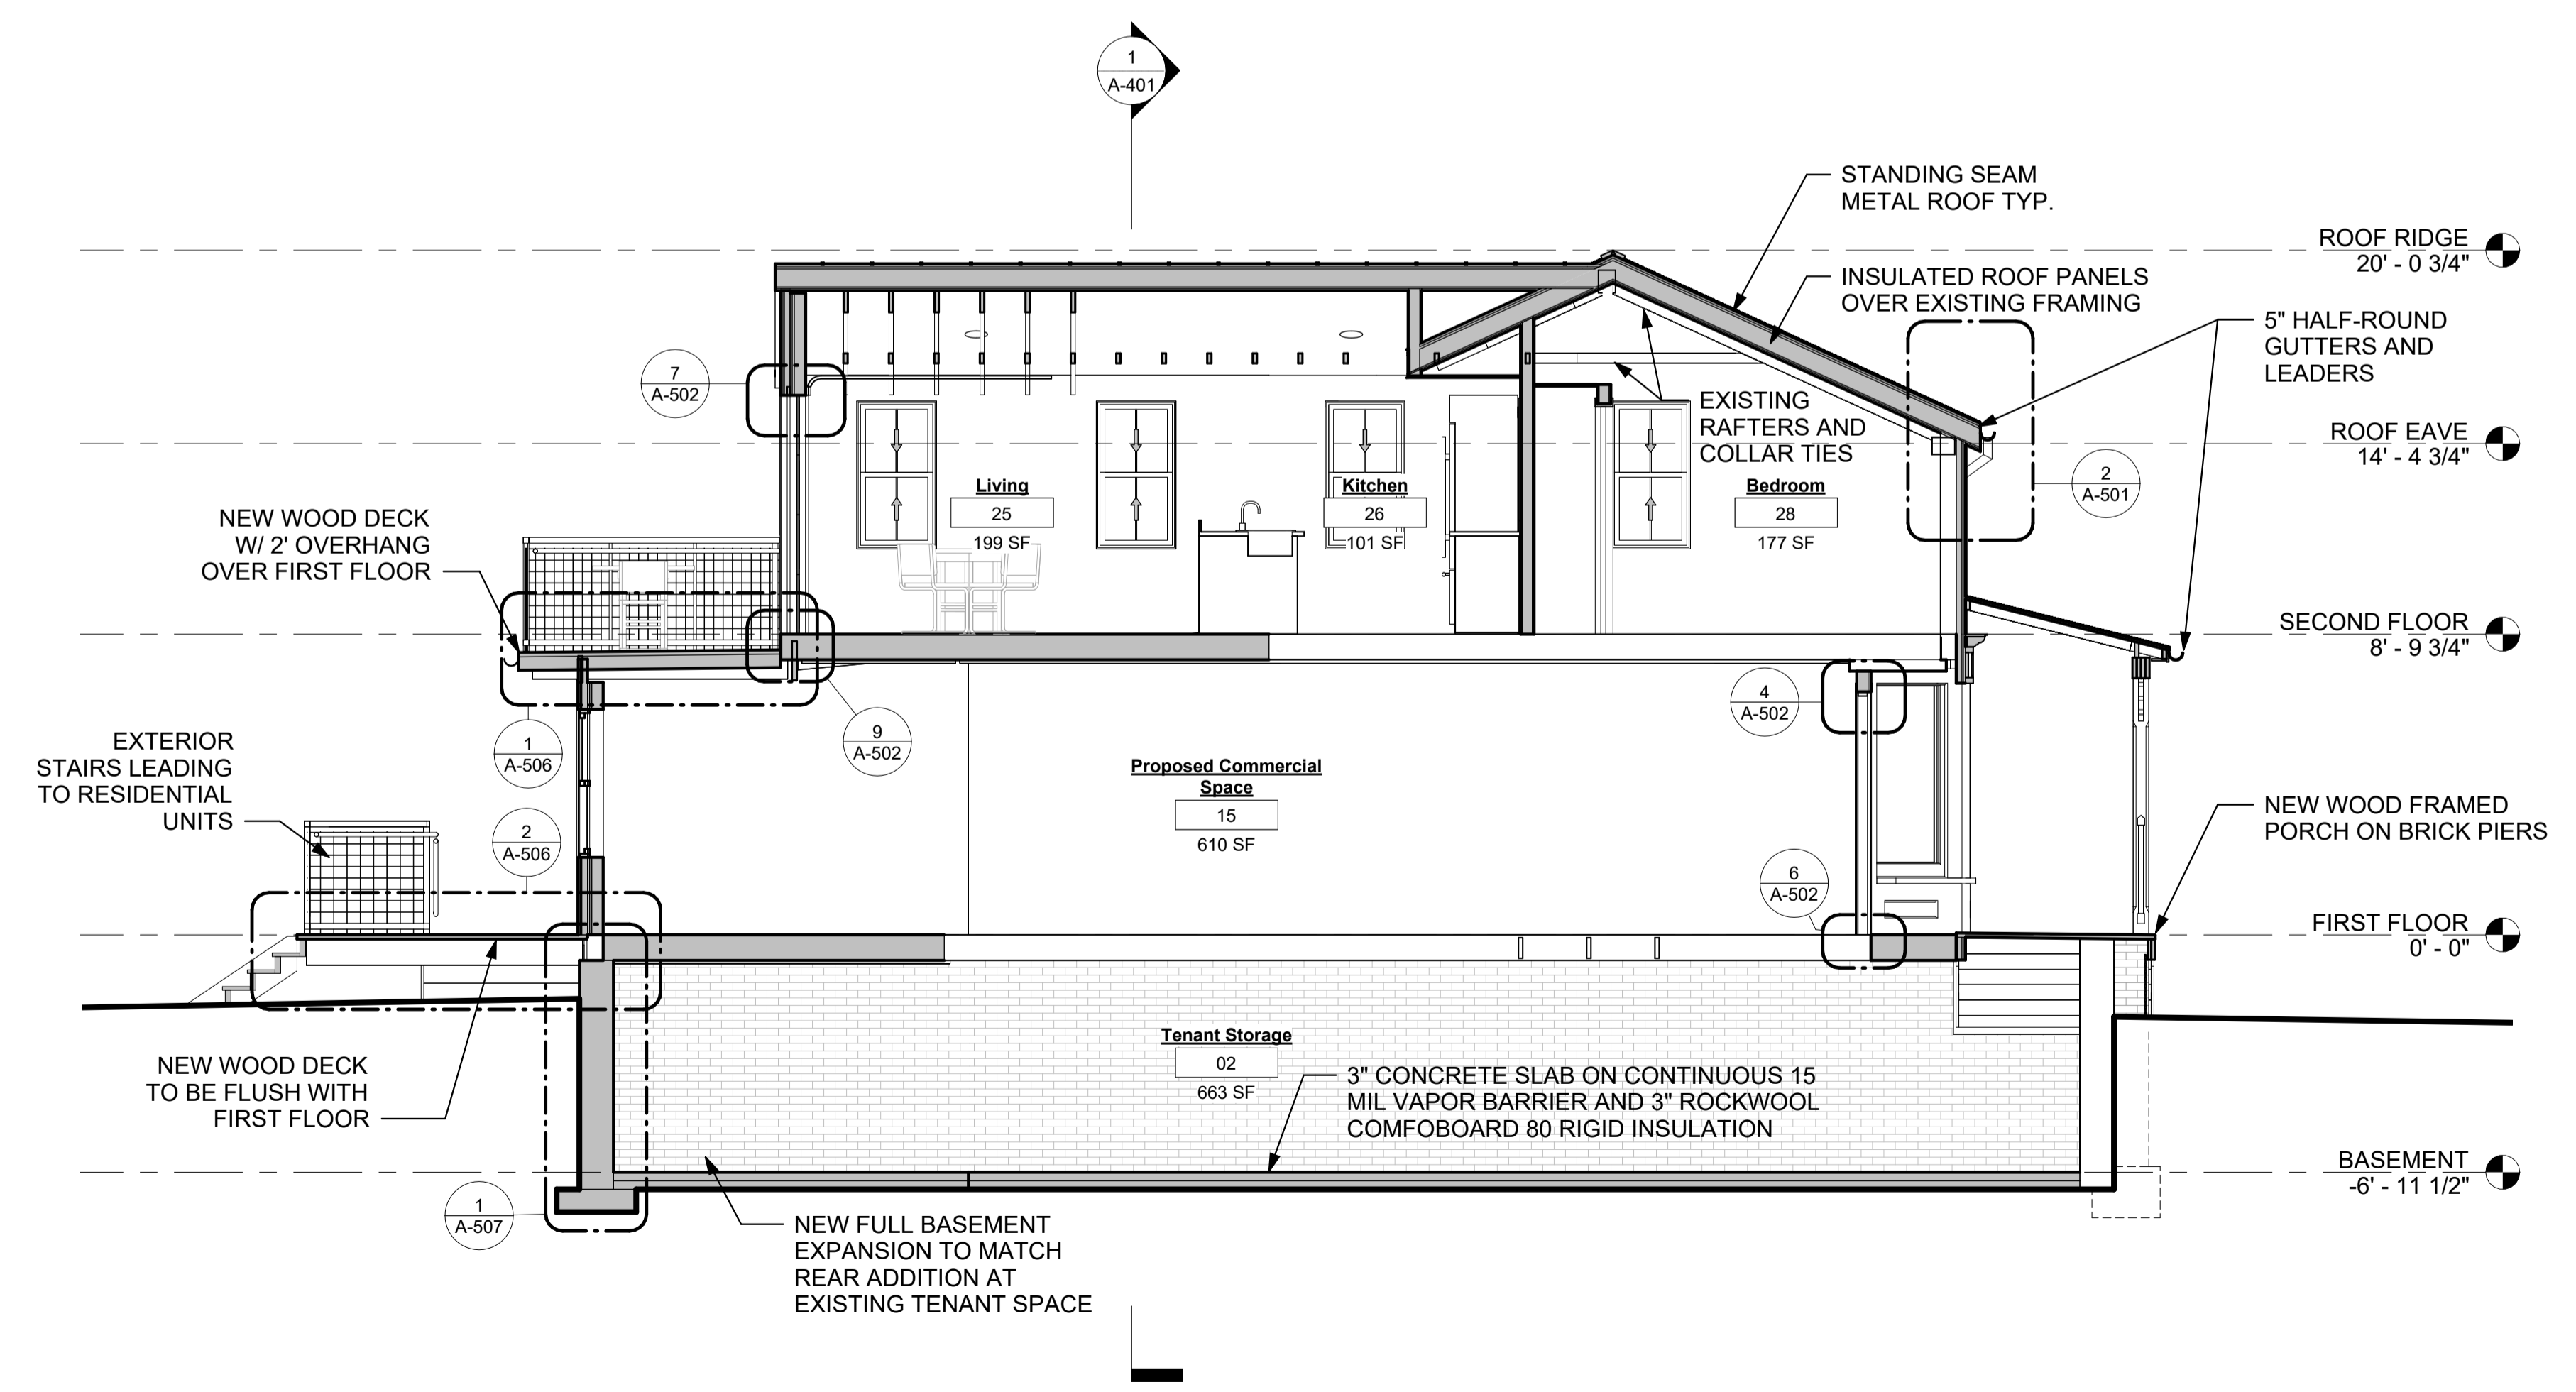 1
A-401
STANDING SEAM
METAL ROOF TYP.
ROOF RIDGE
20' - 0 3/4"
INSULATED ROOF PANELS
OVER EXISTING FRAMING
5" HALF-ROUND
GUTTERS AND
LEADERS
7
A-502
EXISTING
RAFTERS AND
COLLAR TIES
ROOF EAVE
14' - 4 3/4"
2
A-501
Living
25
199 SF
Kitchen
26
101 SF
Bedroom
28
177 SF
NEW WOOD DECK
W/ 2' OVERHANG
OVER FIRST FLOOR
SECOND FLOOR
8' - 9 3/4"
4
A-502
9
A-502
1
A-506
EXTERIOR
STAIRS LEADING
TO RESIDENTIAL
UNITS
Proposed Commercial
Space
15
610 SF
NEW WOOD FRAMED
PORCH ON BRICK PIERS
2
A-506
6
A-502
FIRST FLOOR
0' - 0"
Tenant Storage
02
663 SF
NEW WOOD DECK
TO BE FLUSH WITH
FIRST FLOOR
3" CONCRETE SLAB ON CONTINUOUS 15
MIL VAPOR BARRIER AND 3" ROCKWOOL
COMFOBOARD 80 RIGID INSULATION
BASEMENT
-6' - 11 1/2"
1
A-507
NEW FULL BASEMENT
EXPANSION TO MATCH
REAR ADDITION AT
EXISTING TENANT SPACE